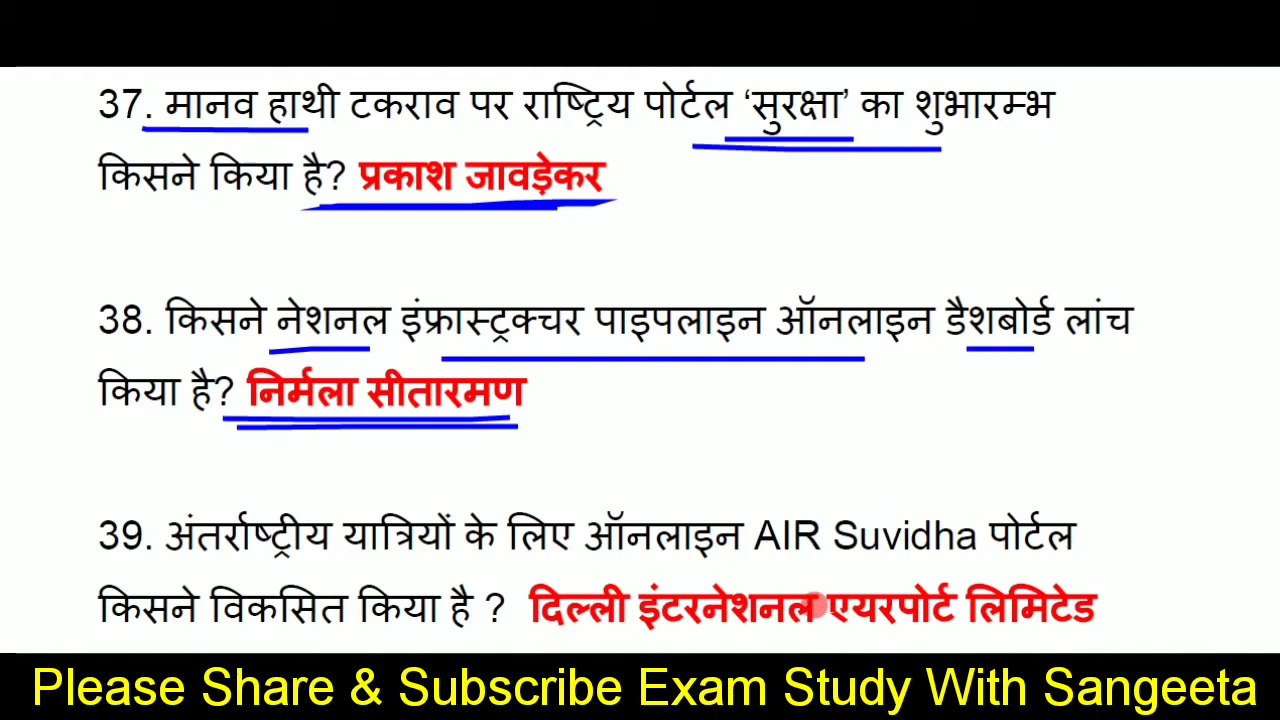 37. मानव हाथी टकराव पर राष्ट्रिय पोर्टल ‘सुरक्षा’ का शुभारम्भ
किसने किया है? प्रकाश जावड़ेकर
38. किसने नेशनल इंफ्रास्ट्रक्चर पाइपलाइन ऑनलाइन डैशबोर्ड लांच
किया है? निर्मला सीतारमण
39. अंतर्राष्ट्रीय यात्रियों के लिए ऑनलाइन AIR Suvidha पोर्टल
किसने विकसित किया है ? दिल्ली इंटरनेशनल एयरपोर्ट लिमिटेड
Please Share & Subscribe Exam Study With Sangeeta